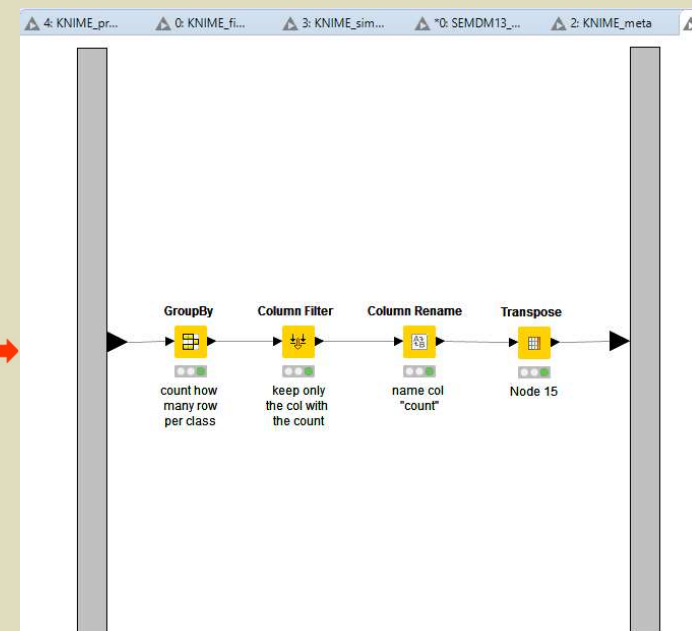 4: KNIME_pr...
0: KNIME_fi...
3: KNIME_sim...
*0: SEMDM13_...
2: KNIME_meta
GroupBy
Column Filter
Column Rename
Transpose
count how
many row
per class
keep only
the col with
the count
name col
"count"
Node 15